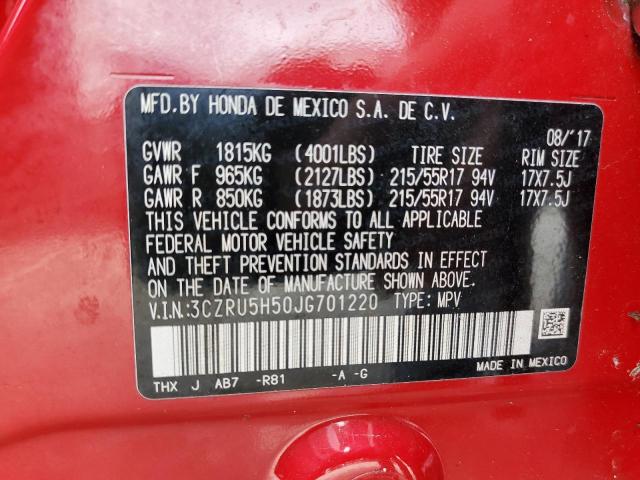 MFD.BY HONDA DE MEXICO S.A. DE C.V.
08/'17
GVWR 1815KG (4001LBS) TIRE SIZE RIM SIZE
GAWR F 965KG (2127LBS) 215/55R17 94V 17X7.5J
GAWR R 850KG (1873LBS) 215/55R17 94V 17X7.5J
THIS VEHICLE CONFORMS TO ALL APPLICABLE
FEDERAL MOTOR VEHICLE SAFETY
AND THEFT PREVENTION STANDARDS IN EFFECT
ON THE DATE OF MANUFACTURE SHOWN ABOVE.
V.I.N:3CZRU5H50JG701220 TYPE: MPV
MADE IN MEXICO
THX J AB7 -R81 -A -G